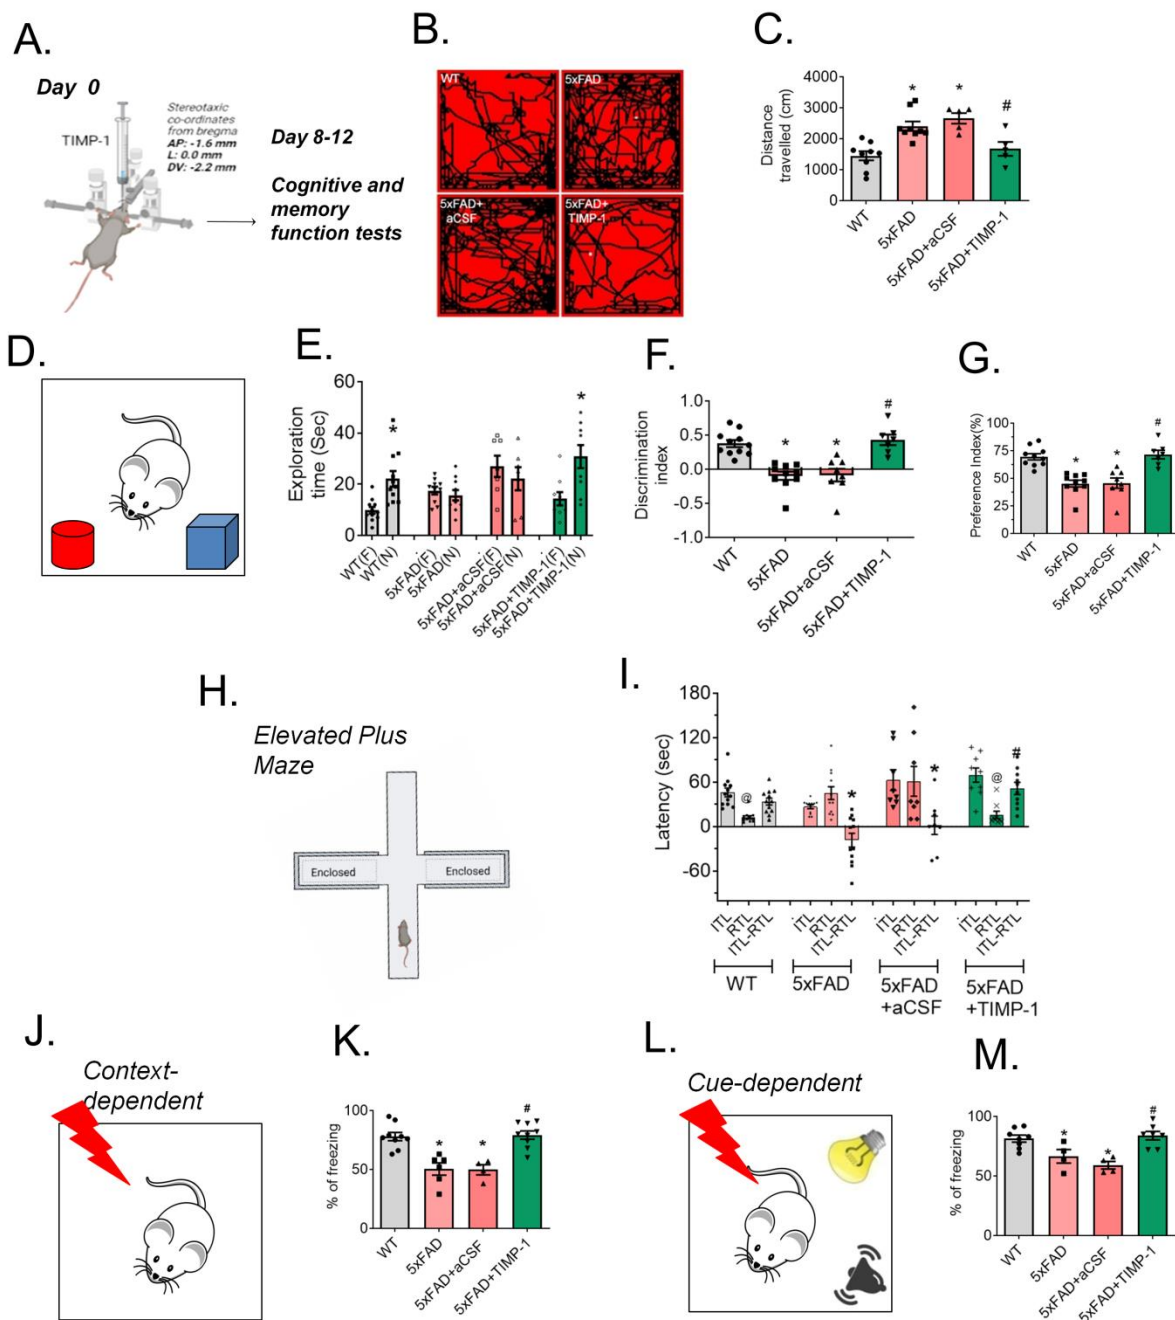 A.
Day 0
TIMP-1
Stereotaxic
co-ordinates
from bregma
AP: -1.6 mm
L: 0.0 mm
DV: -2.2 mm
Day 8-12
Cognitive and
memory
function tests
B.
WT
5xFAD
5xFAD+
aCSF
5xFAD+
TIMP-1
C.
Distance
travelled (cm)
4000
3000
2000
1000
0
* * #
WT
5xFAD
5xFAD+aCSF
5xFAD+TIMP-1
D.
E.
Exploration
time (Sec)
60
40
20
0
* *
WT(F)
WT(N)
5xFAD(F)
5xFAD(N)
5xFAD+aCSF(F)
5xFAD+aCSF(N)
5xFAD+TIMP-1(F)
5xFAD+TIMP-1(N)
F.
Discrimination
index
1.0
0.5
0.0
-0.5
-1.0
* * #
WT
5xFAD
5xFAD+aCSF
5xFAD+TIMP-1
G.
Preference Index(%)
100
75
50
25
0
* * #
WT
5xFAD
5xFAD+aCSF
5xFAD+TIMP-1
H.
Elevated Plus
Maze
Enclosed
Enclosed
I.
Latency (sec)
180
120
60
0
-60
@ * * @ #
ITL
RTL
ITL-RTL
ITL
RTL
ITL-RTL
ITL
RTL
ITL-RTL
ITL
RTL
ITL-RTL
WT
5xFAD
5xFAD
+aCSF
5xFAD
+TIMP-1
J.
Context-
dependent
K.
% of freezing
100
50
0
* * #
WT
5xFAD
5xFAD+aCSF
5xFAD+TIMP-1
L.
Cue-dependent
M.
% of freezing
100
50
0
* * #
WT
5xFAD
5xFAD+aCSF
5xFAD+TIMP-1